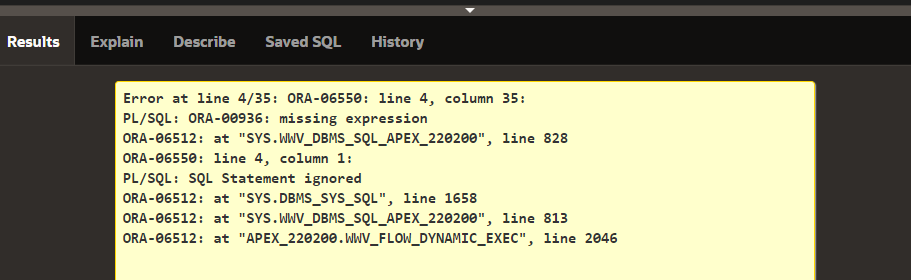 Results Explain Describe Saved SQL History
Error at line 4/35: ORA-06550: line 4, column 35:
PL/SQL: ORA-00936: missing expression
ORA-06512: at "SYS.WWV_DBMS_SQL_APEX_220200", line 828
ORA-06550: line 4, column 1:
PL/SQL: SQL Statement ignored
ORA-06512: at "SYS.DBMS_SYS_SQL", line 1658
ORA-06512: at "SYS.WWV_DBMS_SQL_APEX_220200", line 813
ORA-06512: at "APEX_220200.WWV_FLOW_DYNAMIC_EXEC", line 2046